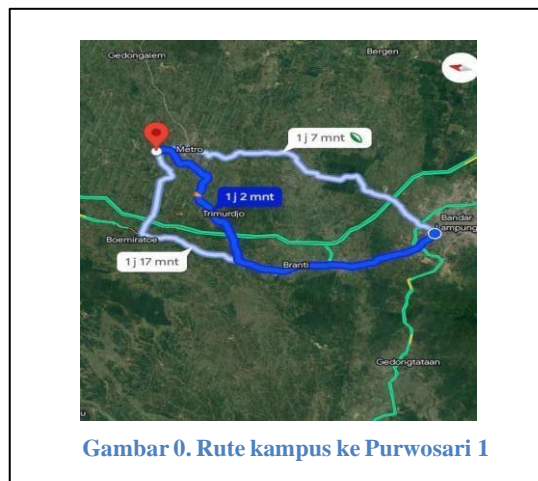 Gedongalem
Bergen
1 j 7 mnt
Metro
1 j 2 mnt
Trimurdjo
Bandar
Lampung
Boemiratoe
1 j 17 mnt
Branti
Gedongtataan
Gambar 0. Rute kampus ke Purwosari 1